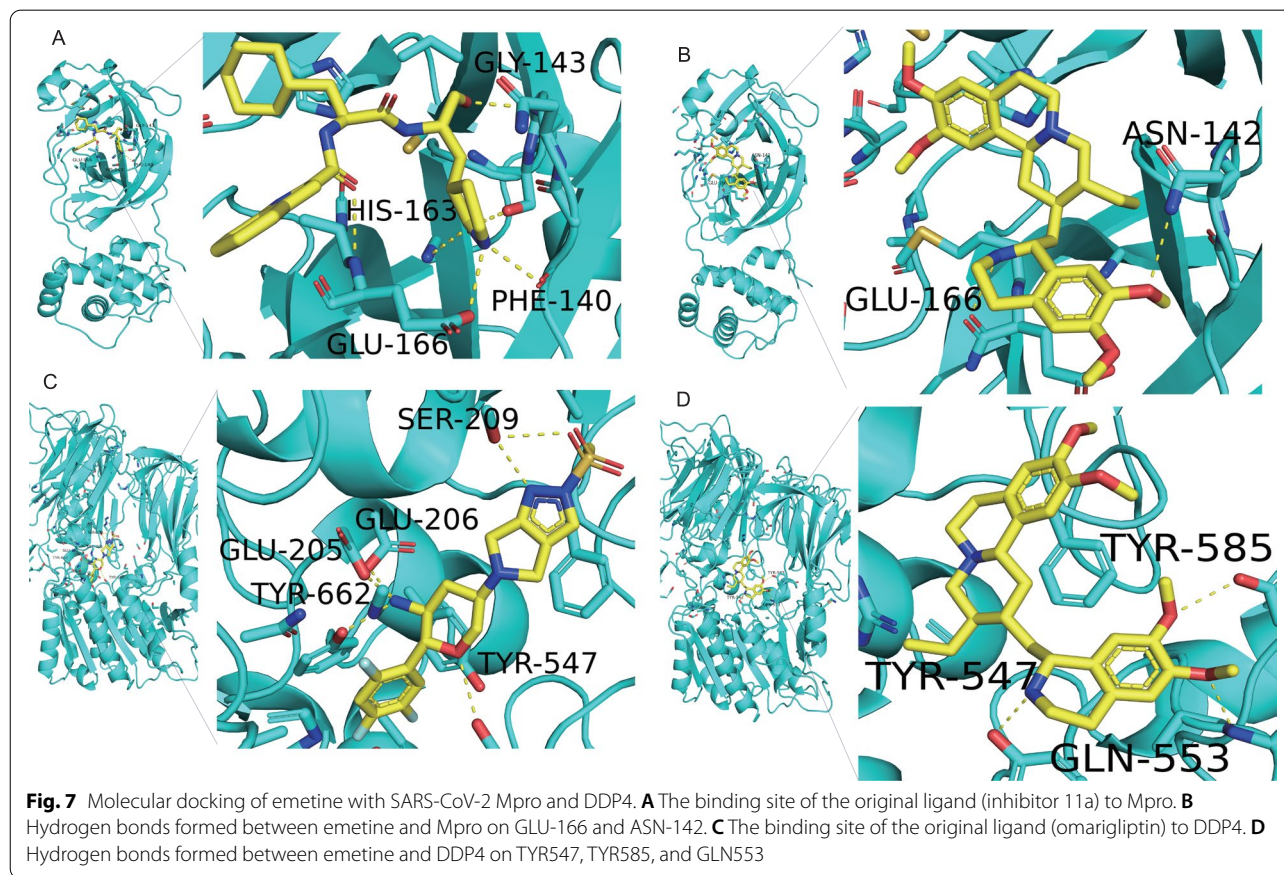 A
GLY-143
HIS-163
PHE-140
GLU-166
B
ASN-142
GLU-166
C
SER-209
GLU-206
GLU-205
TYR-662
TYR-547
D
TYR-585
TYR-547
GLN-553
Fig. 7 Molecular docking of emetine with SARS-CoV-2 Mpro and DDP4. A The binding site of the original ligand (inhibitor 11a) to Mpro. B
Hydrogen bonds formed between emetine and Mpro on GLU-166 and ASN-142. C The binding site of the original ligand (omarigliptin) to DDP4. D
Hydrogen bonds formed between emetine and DDP4 on TYR547, TYR585, and GLN553